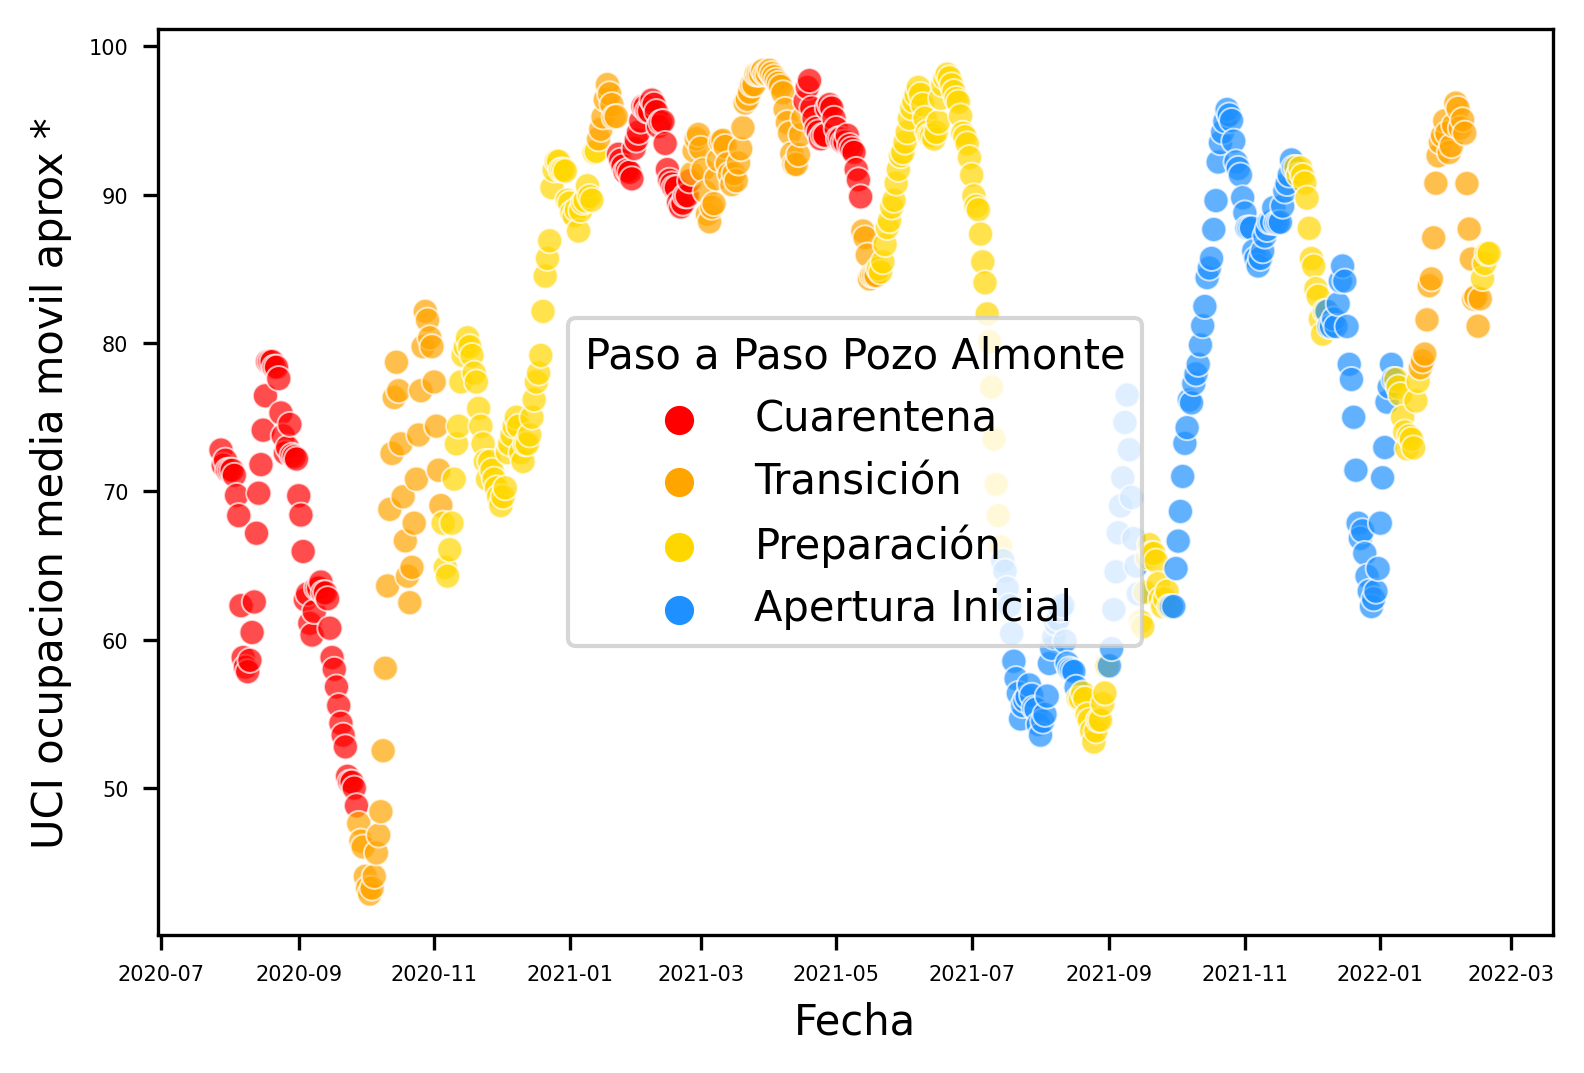 100
90
80
70
60
50
UCI ocupacion media movil aprox *
Paso a Paso Pozo Almonte
Cuarentena
Transición
Preparación
Apertura Inicial
2020-07 2020-09 2020-11 2021-01 2021-03 2021-05 2021-07 2021-09 2021-11 2022-01 2022-03
Fecha